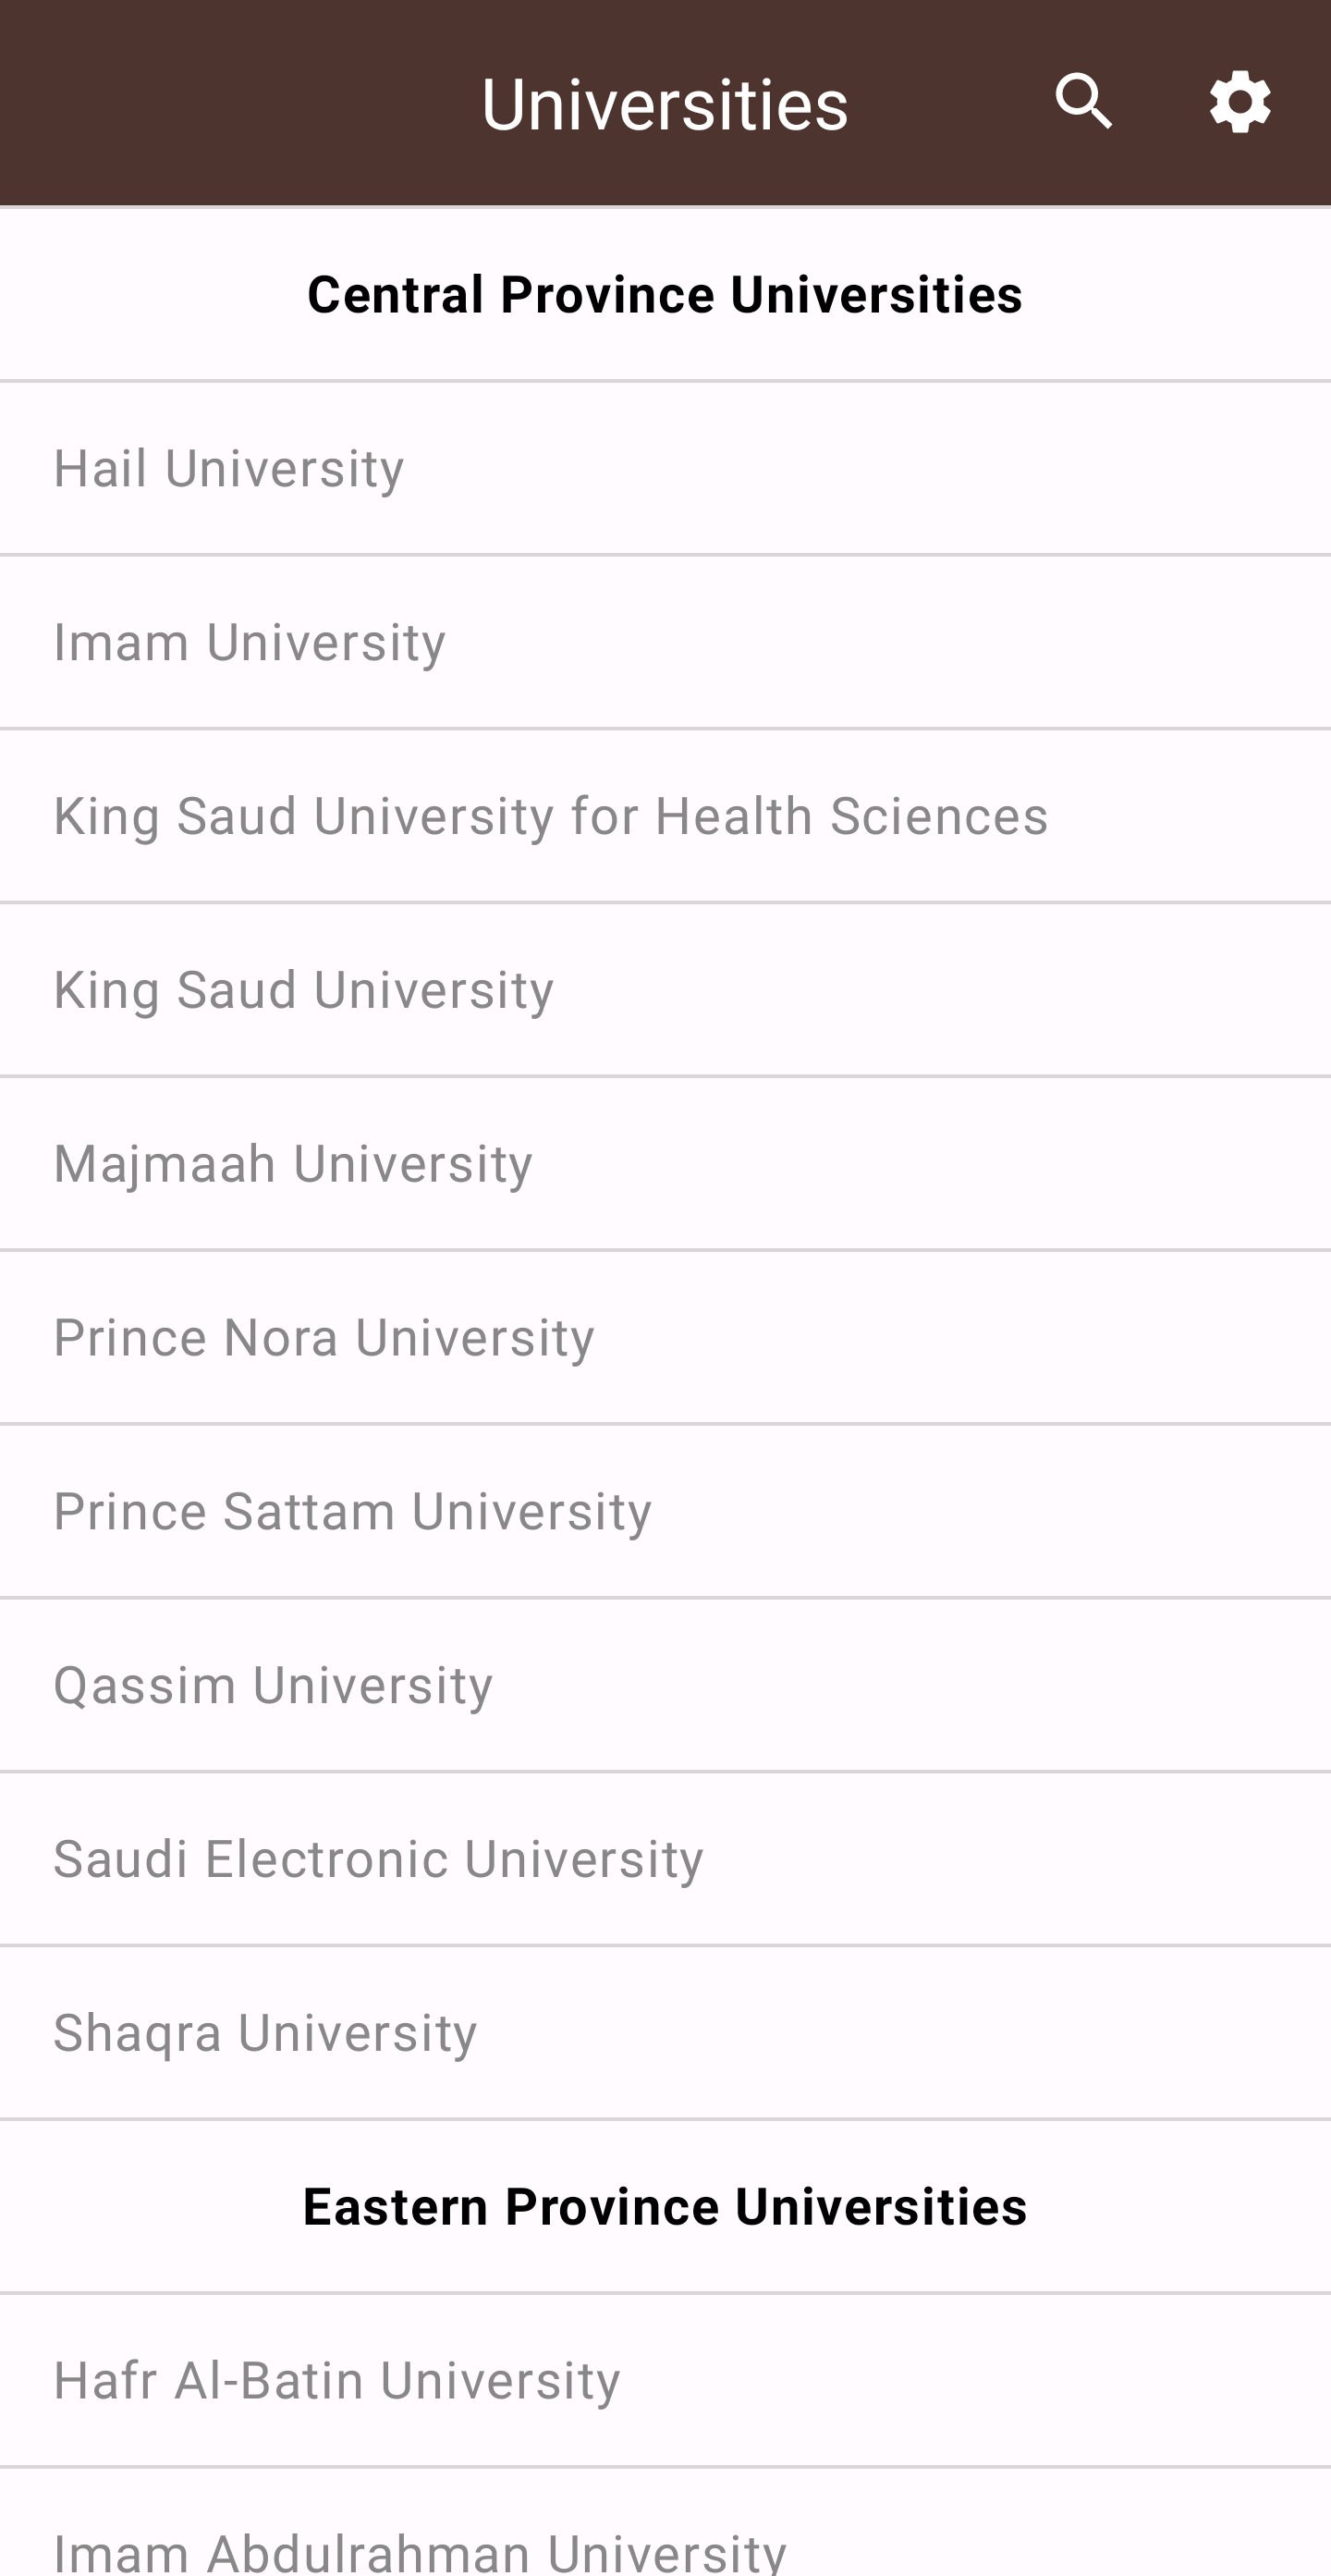 Universities
Central Province Universities
Hail University
Imam University
King Saud University for Health Sciences
King Saud University
Majmaah University
Prince Nora University
Prince Sattam University
Qassim University
Saudi Electronic University
Shaqra University
Eastern Province Universities
Hafr Al-Batin University
Imam Abdulrahman University